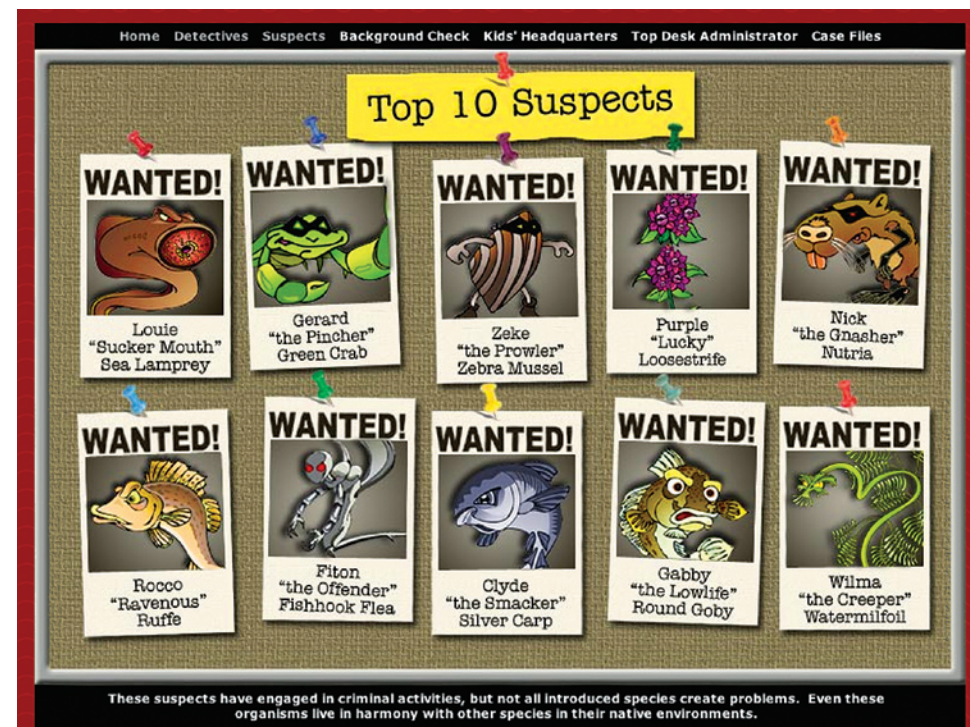 Home Detectives Suspects Background Check Kids' Headquarters Top Desk Administrator Case Files
Top 10 Suspects
WANTED!
Louie
"Sucker Mouth"
Sea Lamprey
WANTED!
Gerard
"the Pincher"
Green Crab
WANTED!
Zeke
"the Prowler"
Zebra Mussel
WANTED!
Purple
"Lucky"
Loosestrife
WANTED!
Nick
"the Gnasher"
Nutria
WANTED!
Rocco
"Ravenous"
Ruffe
WANTED!
Fiton
"the Offender"
Fishhook Flea
WANTED!
Clyde
"the Smacker"
Silver Carp
WANTED!
Gabby
"the Lowlife"
Round Goby
WANTED!
Wilma
"the Creeper"
Watermilfoil
These suspects have engaged in criminal activities, but not all introduced species create problems. Even these
organisms live in harmony with other species in their native environments.